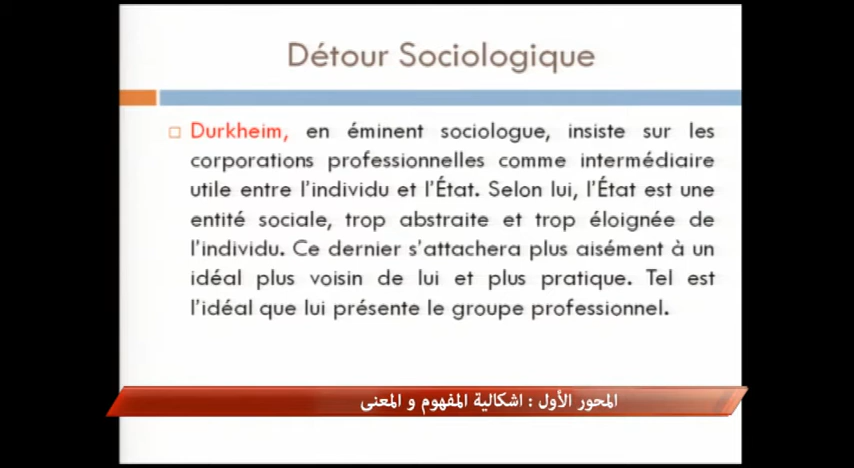 Détour Sociologique
Durkheim, en éminent sociologue, insiste sur les
corporations professionnelles comme intermédiaire
utile entre l'individu et l'État. Selon lui, l'État est une
entité sociale, trop abstraite et trop éloignée de
l'individu. Ce dernier s'attachera plus aisément à un
idéal plus voisin de lui et plus pratique. Tel est
l'idéal que lui présente le groupe professionnel.
المحور الأول : اشكالية المفهوم و المعنى